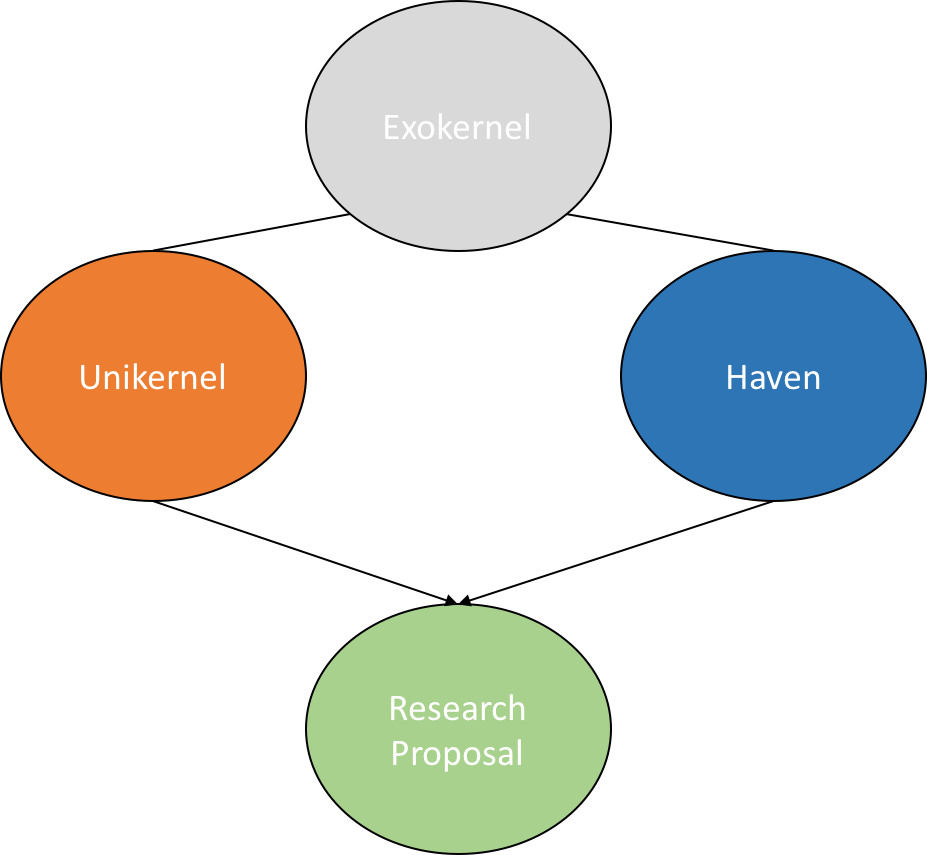 Exokernel
Unikernel
Haven
Research
Proposal